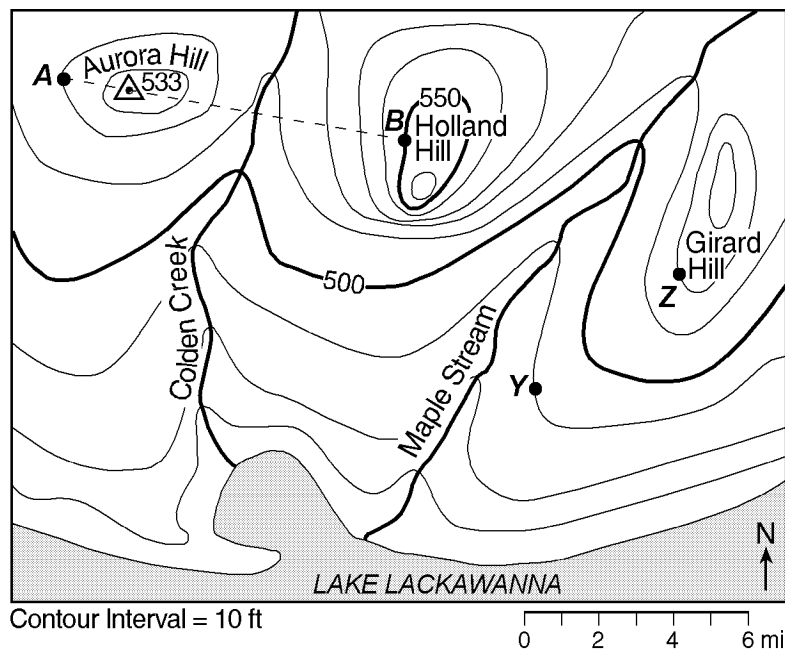 Aurora Hill
A
533
550
B
Holland
Hill
Girard
Hill
Z
500
Colden Creek
Maple Stream
Y
N
LAKE LACKAWANNA
Contour Interval = 10 ft
0 2 4 6 mi